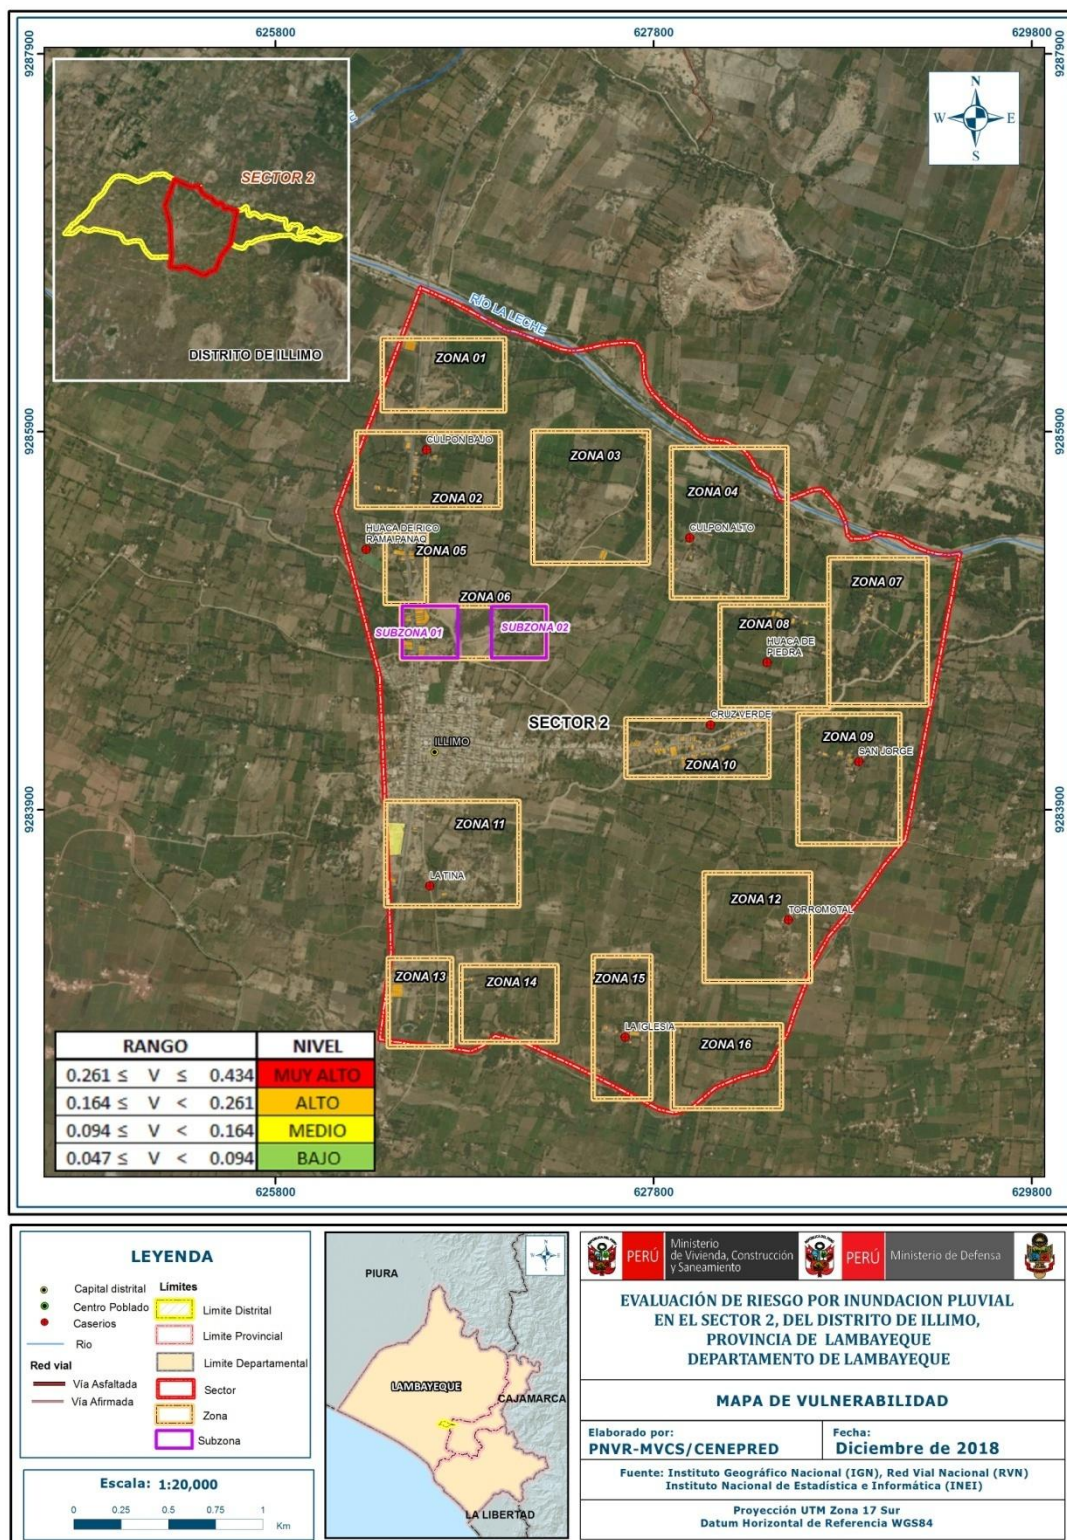 625800
627800
629800
9287900
9287900
N
W
E
S
SECTOR 2
DISTRITO DE ILLIMO
RÍO LA LECHE
ZONA 01
9285900
9285900
CULPON BAJO
ZONA 02
ZONA 03
ZONA 04
CULPON ALTO
HUACA DE RICO
RAMA PANAO
ZONA 05
ZONA 06
ZONA 07
SUBZONA 01
SUBZONA 02
ZONA 08
HUACA DE
PIEDRA
SECTOR 2
CRUZ VERDE
ILLIMO
ZONA 09
SAN JORGE
ZONA 10
9283900
9283900
ZONA 11
LA TINA
ZONA 12
TORROMOTAL
ZONA 13
ZONA 14
ZONA 15
LA IGLESIA
ZONA 16
RANGO NIVEL
0.261 ≤ V ≤ 0.434 MUY ALTO
0.164 ≤ V < 0.261 ALTO
0.094 ≤ V < 0.164 MEDIO
0.047 ≤ V < 0.094 BAJO
625800
627800
629800
LEYENDA
Capital distrital
Centro Poblado
Caserios
Rio
Red vial
Vía Asfaltada
Vía Afirmada
Límites
Limite Distrital
Limite Provincial
Limite Departamental
Sector
Zona
Subzona
Escala: 1:20,000
0 0.25 0.5 0.75 1
Km
PIURA
LAMBAYEQUE
CAJAMARCA
LA LIBERTAD
PERÚ
Ministerio
de Vivienda, Construcción
y Saneamiento
PERÚ
Ministerio de Defensa
EVALUACIÓN DE RIESGO POR INUNDACION PLUVIAL
EN EL SECTOR 2, DEL DISTRITO DE ILLIMO,
PROVINCIA DE LAMBAYEQUE
DEPARTAMENTO DE LAMBAYEQUE
MAPA DE VULNERABILIDAD
Elaborado por:
PNVR-MVCS/CENEPRED
Fecha:
Diciembre de 2018
Fuente: Instituto Geográfico Nacional (IGN), Red Vial Nacional (RVN)
Instituto Nacional de Estadística e Informática (INEI)
Proyección UTM Zona 17 Sur
Datum Horizontal de Referencia WGS84